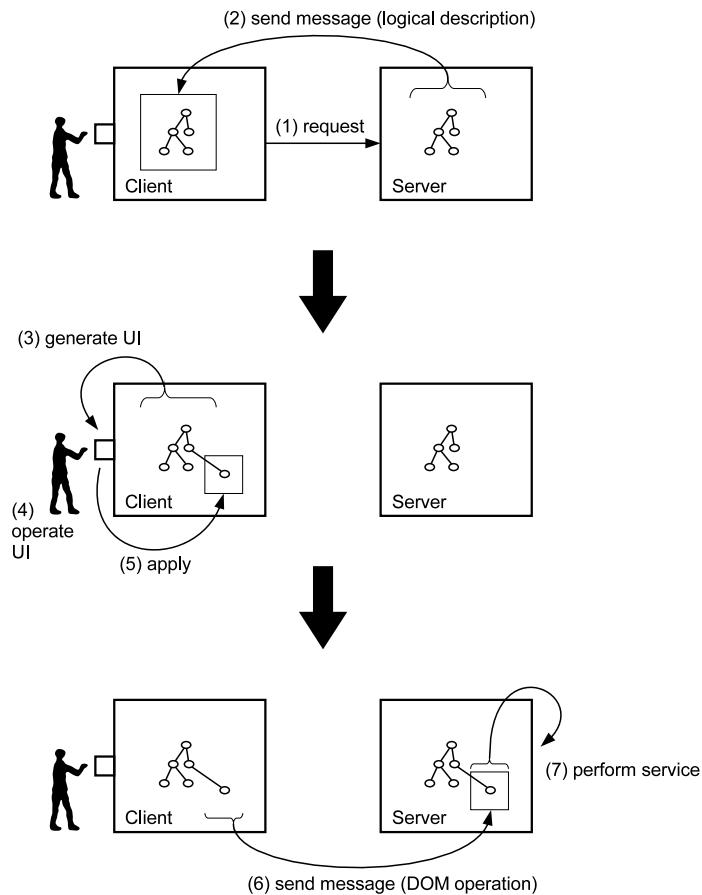 (2) send message (logical description)
(1) request
Client
Server
(3) generate UI
Client
Server
(4)
operate
UI
(5) apply
(7) perform service
Client
Server
(6) send message (DOM operation)